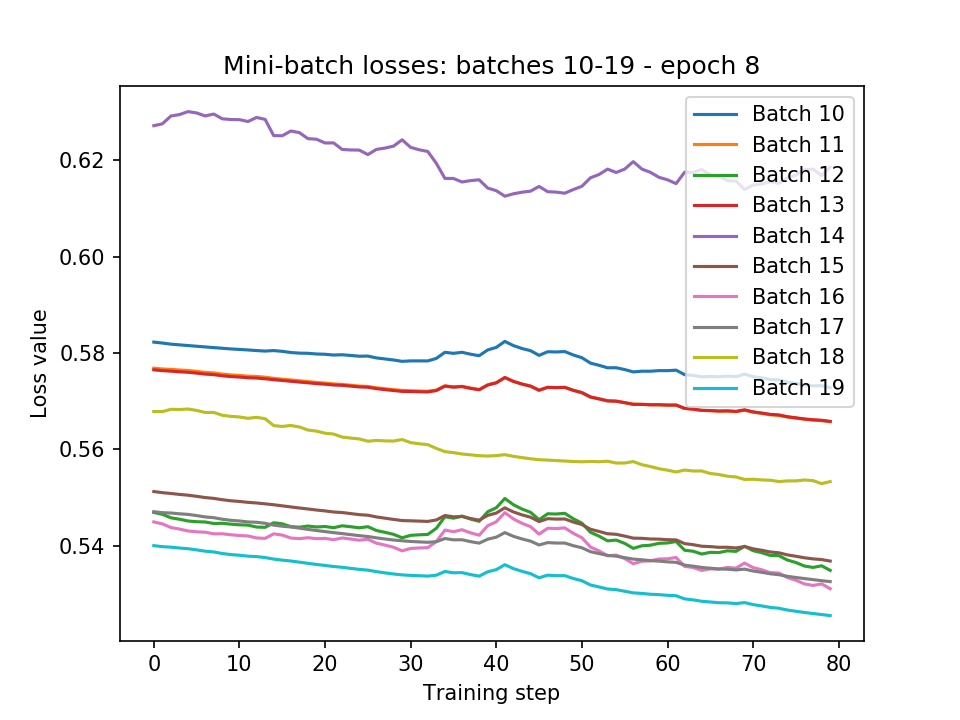 Mini-batch losses: batches 10-19 - epoch 8
Batch 10
Batch 11
Batch 12
Batch 13
Batch 14
Batch 15
Batch 16
Batch 17
Batch 18
Batch 19
Loss value
0.62
0.60
0.58
0.56
0.54
0 10 20 30 40 50 60 70 80
Training step